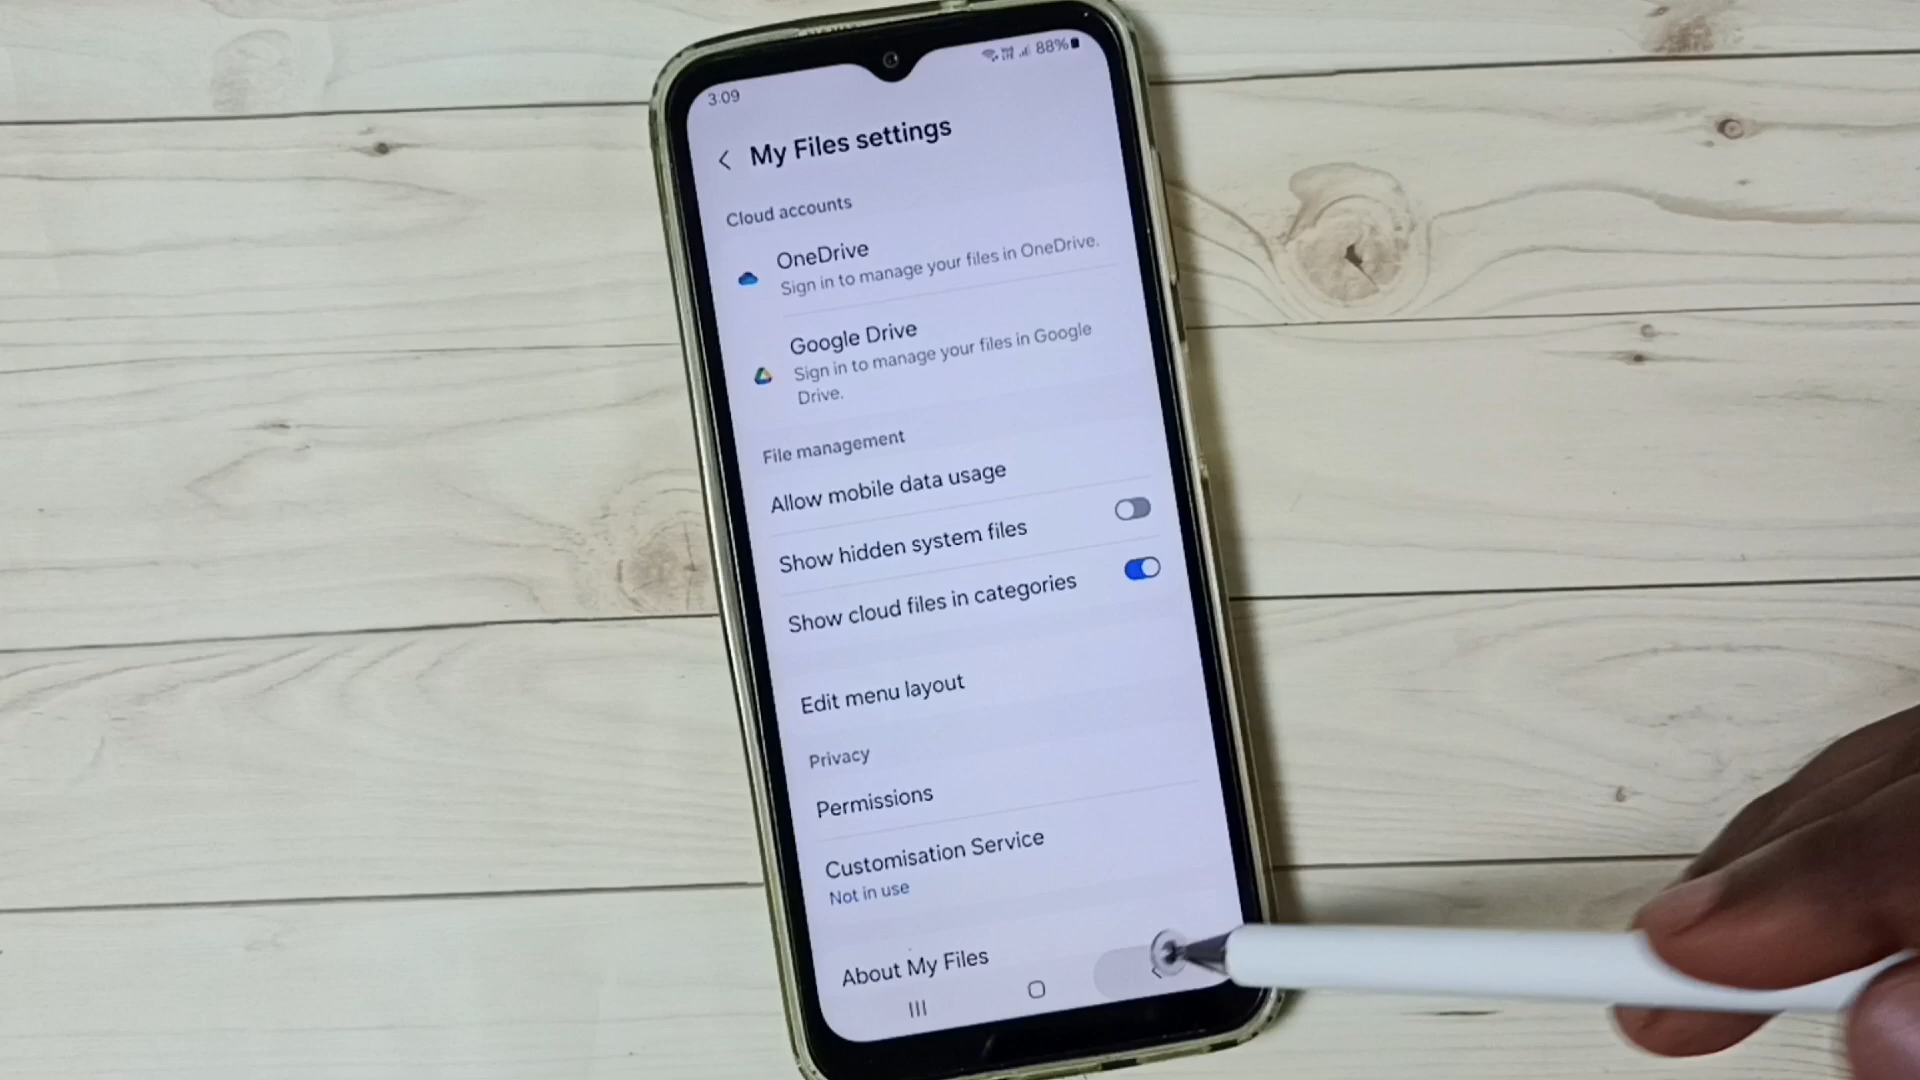 3:09
88%
My Files settings
Cloud accounts
OneDrive
Sign in to manage your files in OneDrive.
Google Drive
Sign in to manage your files in Google
Drive.
File management
Allow mobile data usage
Show hidden system files
Show cloud files in categories
Edit menu layout
Privacy
Permissions
Customisation Service
Not in use
About My Files